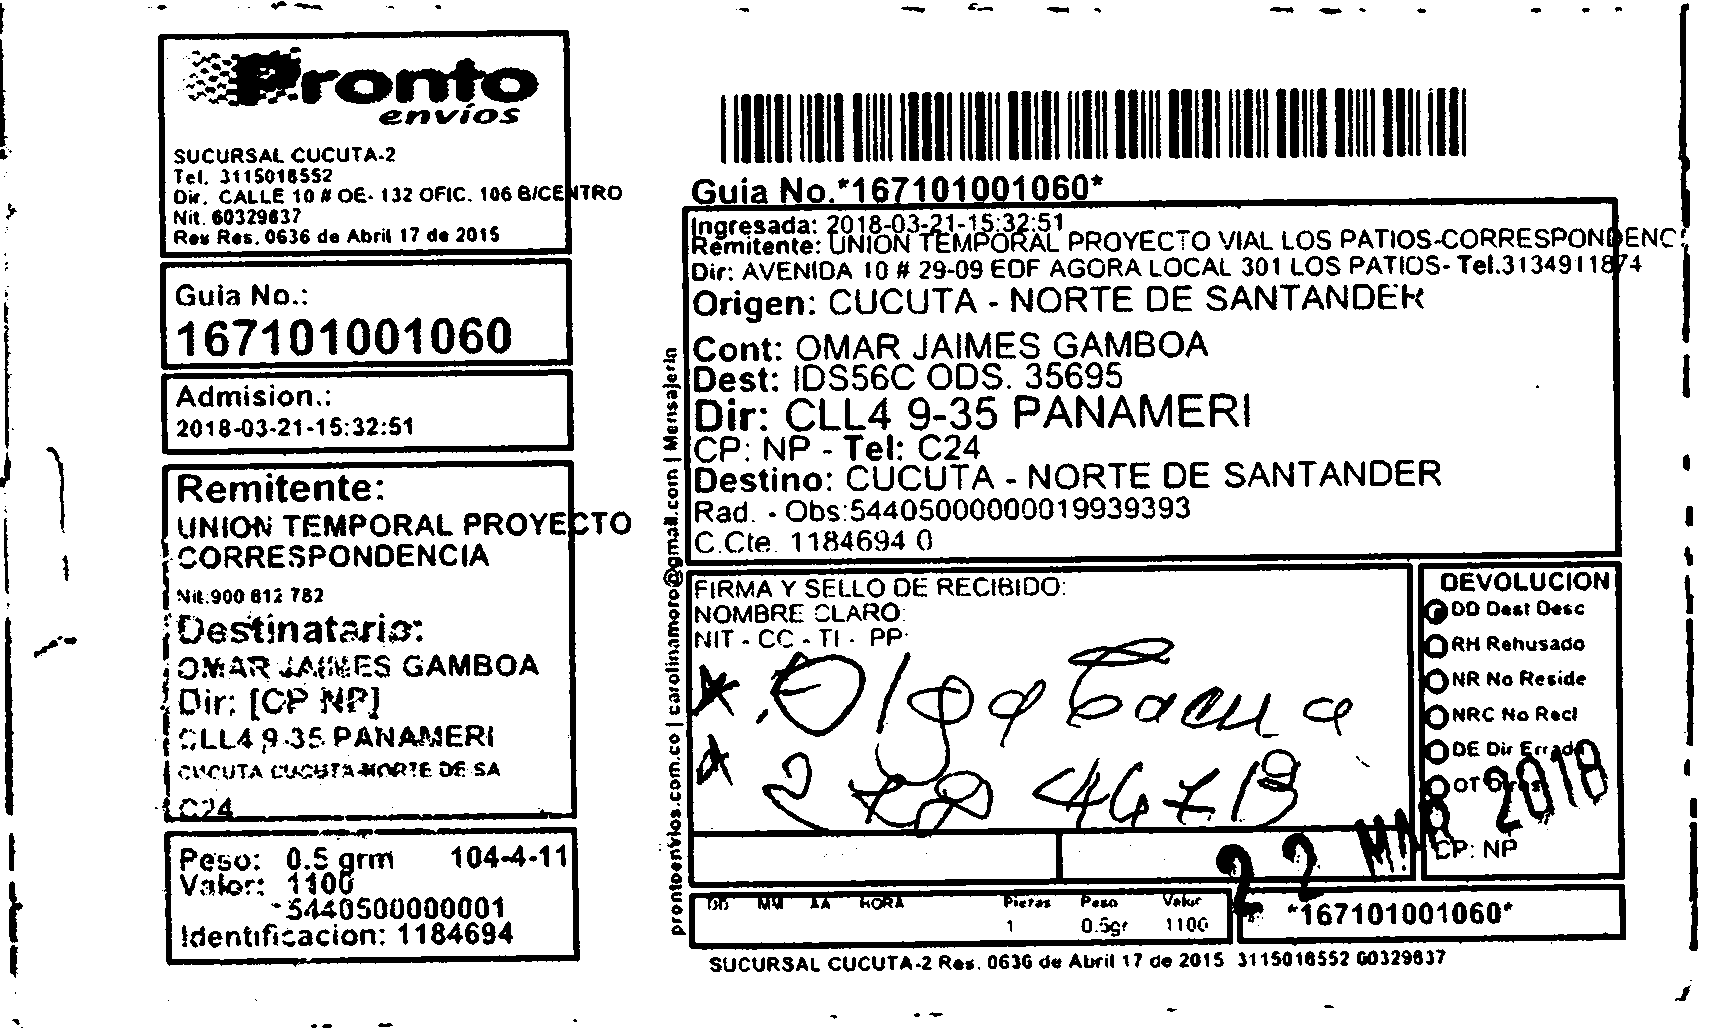 Pronto
envíos
SUCURSAL CUCUTA-2
Tel. 3115018552
Dir. CALLE 10 # OE- 132 OFIC. 106 B/CENTRO
Nit. 60329837
Res Res. 0636 de Abril 17 de 2015
Guia No.:
167101001060
Admision.:
2018-03-21-15:32:51
Remitente:
UNION TEMPORAL PROYECTO
CORRESPONDENCIA
Nit.900 812 782
Destinatario:
OMAR JAIMES GAMBOA
Dir: [CP NP]
CLL4 9-35 PANAMERI
CUCUTA CUCUTA-NORTE DE SA
C24
Peso: 0.5 grm 104-4-11
Valor: 1100
5440500000001
Identificacion: 1184694
prontoenvios.com.co | carolinamoro@gmail.com | Mensajeria
Guia No.*167101001060*
Ingresada: 2018-03-21-15:32:51
Remitente: UNION TEMPORAL PROYECTO VIAL LOS PATIOS-CORRESPONDENC
Dir: AVENIDA 10 # 29-09 EDF AGORA LOCAL 301 LOS PATIOS- Tel.3134911874
Origen: CUCUTA - NORTE DE SANTANDER
Cont: OMAR JAIMES GAMBOA
Dest: IDS56C ODS. 35695
Dir: CLL4 9-35 PANAMERI
CP: NP - Tel: C24
Destino: CUCUTA - NORTE DE SANTANDER
Rad. - Obs:54405000000019939393
C.Cte. 1184694 0
FIRMA Y SELLO DE RECIBIDO:
NOMBRE CLARO:
NIT - CC - TI - PP:
Olga
DEVOLUCION
DD Dest Desc
RH Rehusado
NR No Reside
NRC No Recl
DE Dir Errada
OT Otros
22 MAR 2018
CP: NP
DD MM AA HORA Piezas Peso Valor
1 0.5gr 1100
*167101001060*
SUCURSAL CUCUTA-2 Res. 0636 de Abril 17 de 2015 3115018552 60329837